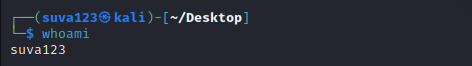 ┌──(suva123㉿kali)-[~/Desktop]
└─$ whoami
suva123